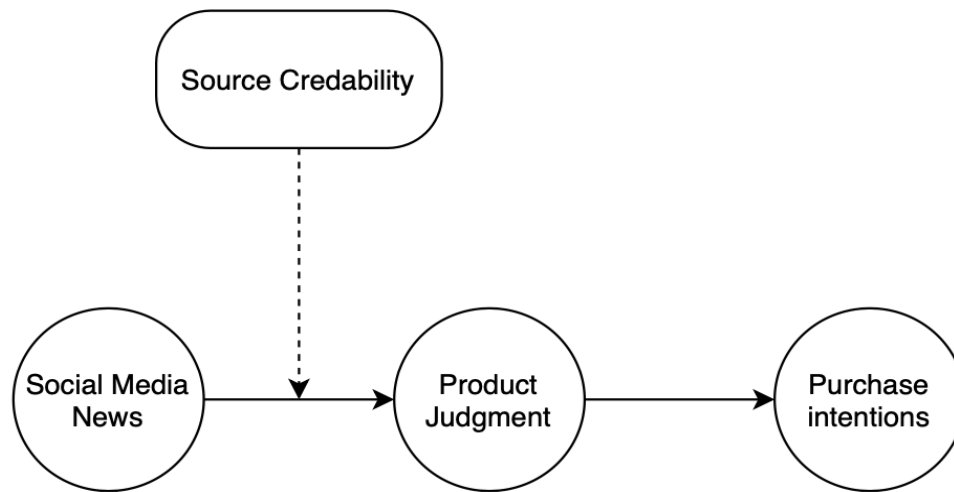 Source Credability
Social Media
News
Product
Judgment
Purchase
intentions